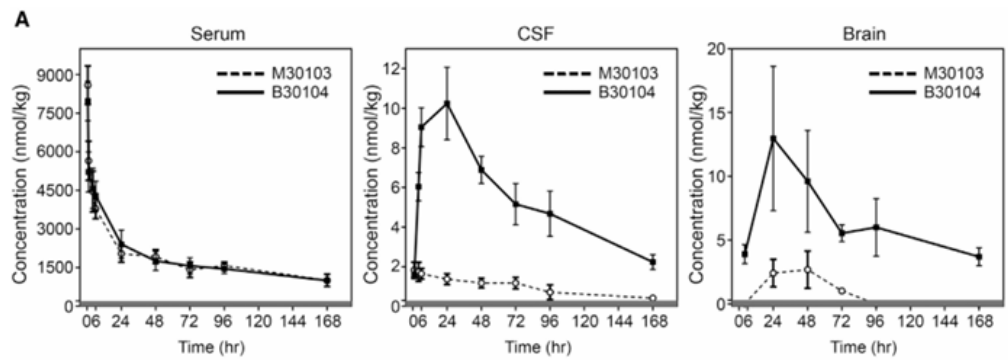 A
Serum
Concentration (nmol/kg)
9000
7500
6000
4500
3000
1500
0
M30103
B30104
06 24 48 72 96 120 144 168
Time (hr)
CSF
Concentration (nmol/kg)
12
10
8
6
4
2
0
M30103
B30104
06 24 48 72 96 120 144 168
Time (hr)
Brain
Concentration (nmol/kg)
20
15
10
5
0
M30103
B30104
06 24 48 72 96 120 144 168
Time (hr)